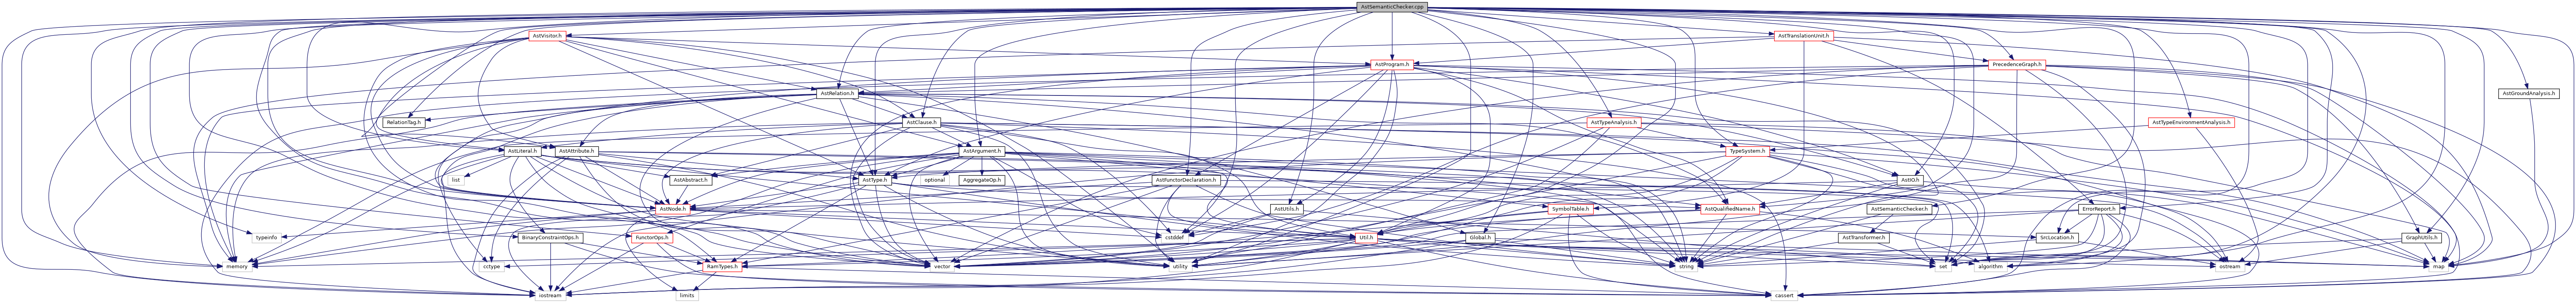 AstSemanticChecker.cpp
AstVisitor.h
AstTranslationUnit.h
AstProgram.h
PrecedenceGraph.h
AstRelation.h
AstGroundAnalysis.h
RelationTag.h
AstClause.h
AstTypeAnalysis.h
AstTypeEnvironmentAnalysis.h
AstLiteral.h
AstAttribute.h
AstArgument.h
TypeSystem.h
list
AstAbstract.h
AstType.h
optional
AggregateOp.h
AstFunctorDeclaration.h
AstIO.h
AstNode.h
AstUtils.h
SymbolTable.h
AstQualifiedName.h
AstSemanticChecker.h
ErrorReport.h
typeinfo
BinaryConstraintOps.h
FunctorOps.h
cstddef
Util.h
Global.h
AstTransformer.h
SrcLocation.h
GraphUtils.h
memory
cctype
RamTypes.h
vector
utility
string
set
algorithm
ostream
map
iostream
limits
cassert